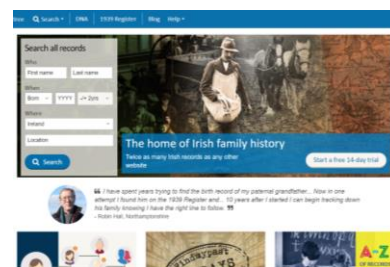 Search
DNA
1939 Register
Blog
Help
Search all records
Who
First name
Last name
When
Born
YYYY
+/- 2yrs
Where
Ireland
Location
Search
The home of Irish family history
Twice as many Irish records as any other
website
Start a free 14-day trial
I have spent years trying to find the birth record of my paternal grandfather... Now in one
attempt I found him on the 1939 Register and... 10 years after I started I can begin tracking down
his family knowing I have the right line to follow.
- Robin Hall, Northamptonshire
findmypast
A-Z
OF RECORDS